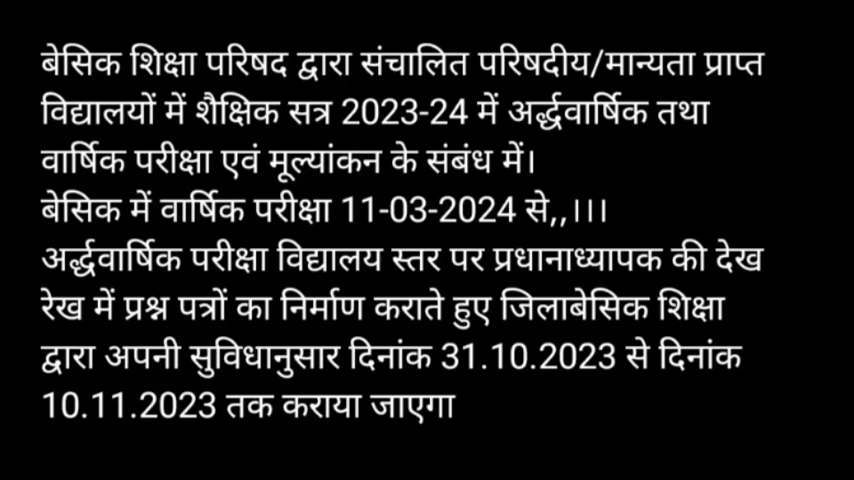 बेसिक शिक्षा परिषद द्वारा संचालित परिषदीय/मान्यता प्राप्त
विद्यालयों में शैक्षिक सत्र 2023-24 में अर्द्धवार्षिक तथा
वार्षिक परीक्षा एवं मूल्यांकन के संबंध में।
बेसिक में वार्षिक परीक्षा 11-03-2024 से,,।।।
अर्द्धवार्षिक परीक्षा विद्यालय स्तर पर प्रधानाध्यापक की देख
रेख में प्रश्न पत्रों का निर्माण कराते हुए जिलाबेसिक शिक्षा
द्वारा अपनी सुविधानुसार दिनांक 31.10.2023 से दिनांक
10.11.2023 तक कराया जाएगा